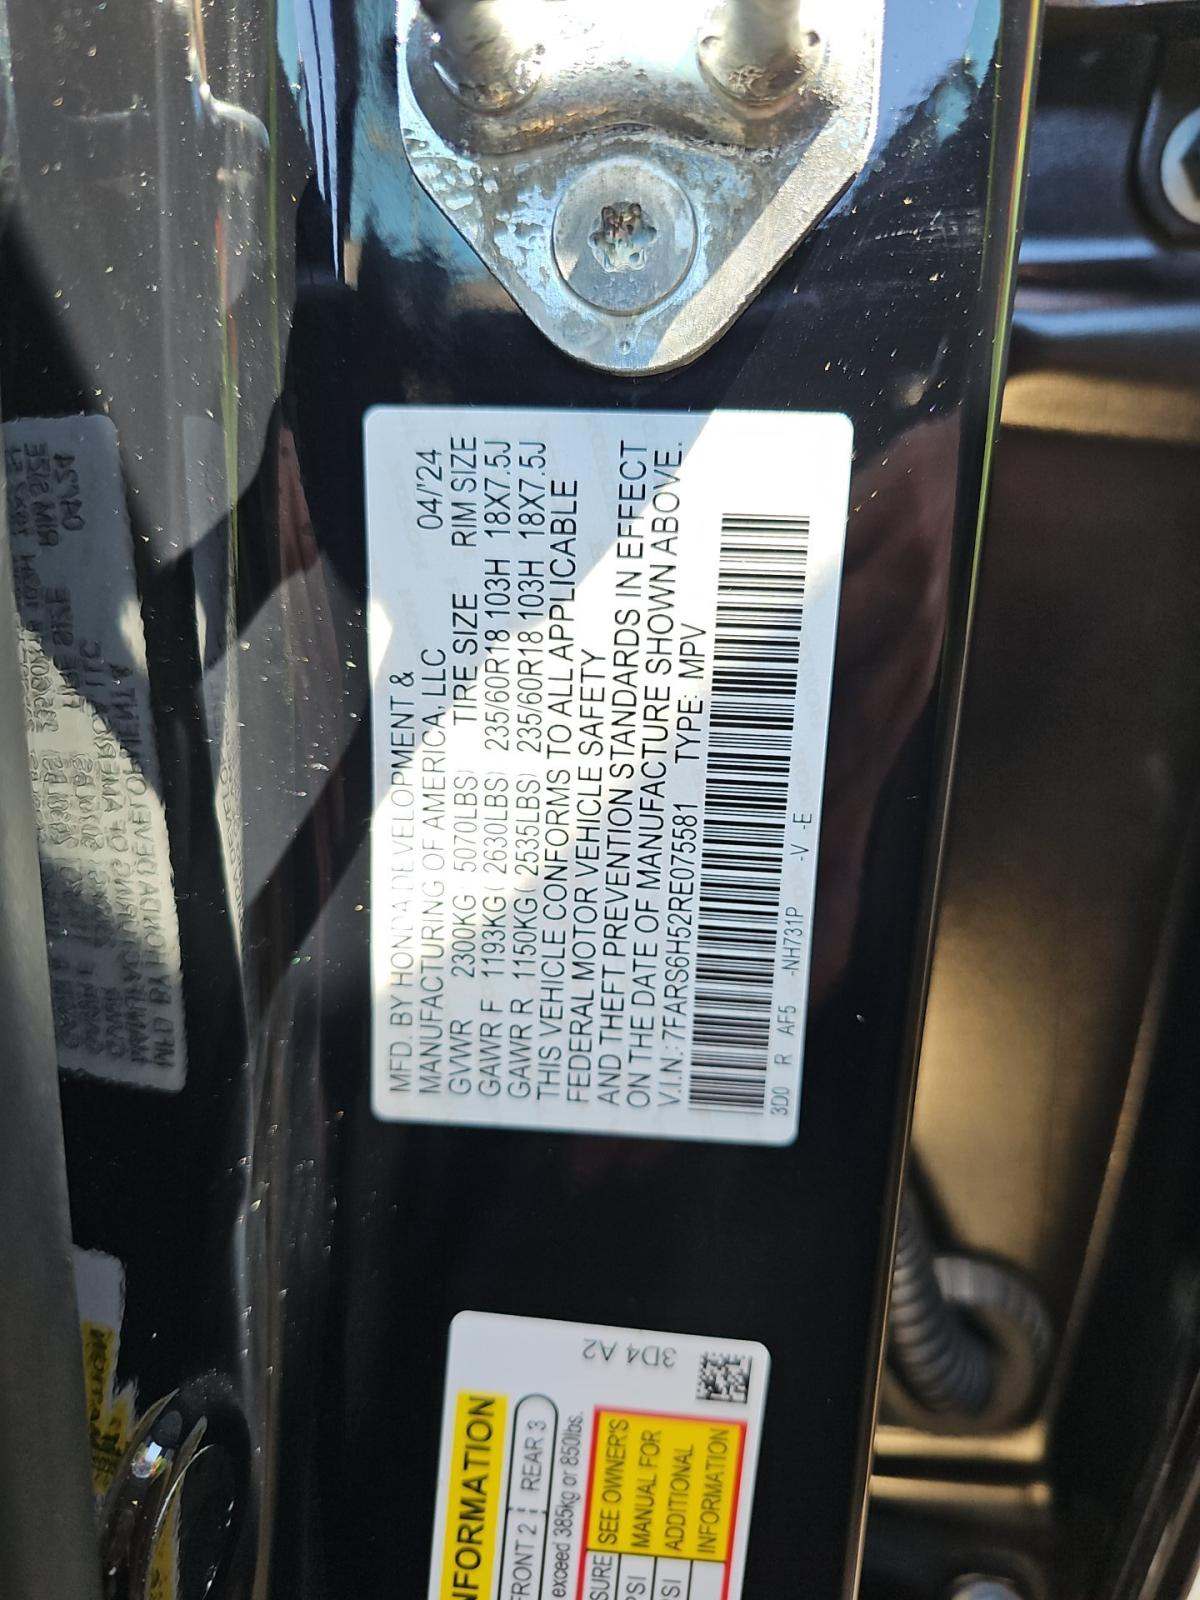 MFD. BY HONDA DEVELOPMENT &
MANUFACTURING OF AMERICA, LLC 04/'24
GVWR 2300KG 5070LBS) TIRE SIZE RIM SIZE
GAWR F 1193KG( 2630LBS) 235/60R18 103H 18X7.5J
GAWR R 1150KG( 2535LBS) 235/60R18 103H 18X7.5J
THIS VEHICLE CONFORMS TO ALL APPLICABLE
FEDERAL MOTOR VEHICLE SAFETY
AND THEFT PREVENTION STANDARDS IN EFFECT
ON THE DATE OF MANUFACTURE SHOWN ABOVE.
V.I.N.: 7FARS6H52RE075581 TYPE: MPV
3D0 R AF5 -NH731P -V -E
3D4 A2
NFORMATION
FRONT 2 REAR 3
exceed 385kg or 850lbs.
SURE SEE OWNER'S
PSI MANUAL FOR
SI ADDITIONAL
INFORMATION